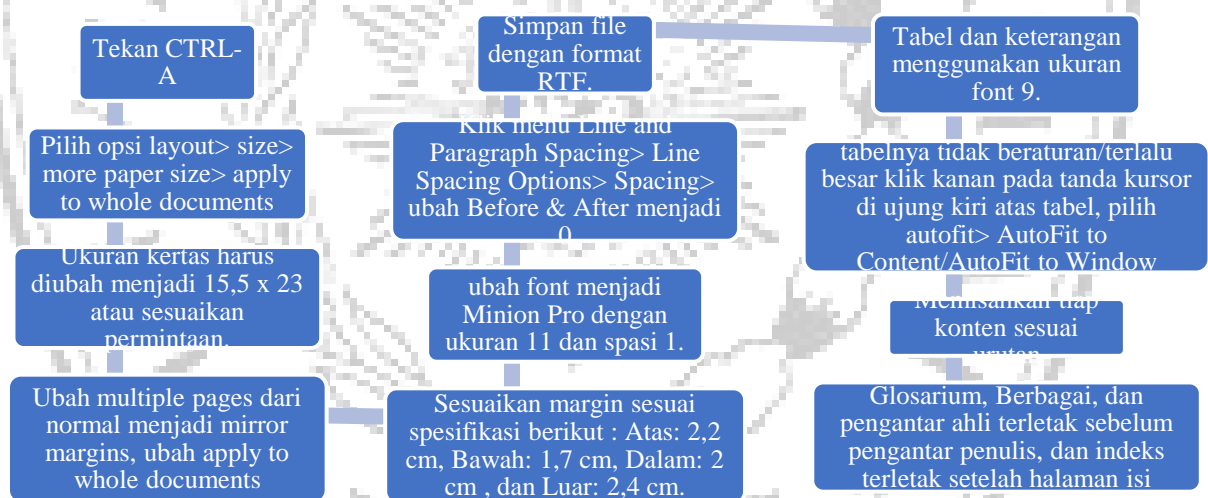 Tekan CTRL-
A
Pilih opsi layout> size>
more paper size> apply
to whole documents
Ukuran kertas harus
diubah menjadi 15,5 x 23
atau sesuaikan
permintaan.
Ubah multiple pages dari
normal menjadi mirror
margins, ubah apply to
whole documents
Sesuaikan margin sesuai
spesifikasi berikut : Atas: 2,2
cm, Bawah: 1,7 cm, Dalam: 2
cm , dan Luar: 2,4 cm.
ubah font menjadi
Minion Pro dengan
ukuran 11 dan spasi 1.
Klik menu Line and
Paragraph Spacing> Line
Spacing Options> Spacing>
ubah Before & After menjadi
0.
Simpan file
dengan format
RTF.
Tabel dan keterangan
menggunakan ukuran
font 9.
tabelnya tidak beraturan/terlalu
besar klik kanan pada tanda kursor
di ujung kiri atas tabel, pilih
autofit> AutoFit to
Content/AutoFit to Window
Memisahkan tiap
konten sesuai
urutan
Glosarium, Berbagai, dan
pengantar ahli terletak sebelum
pengantar penulis, dan indeks
terletak setelah halaman isi